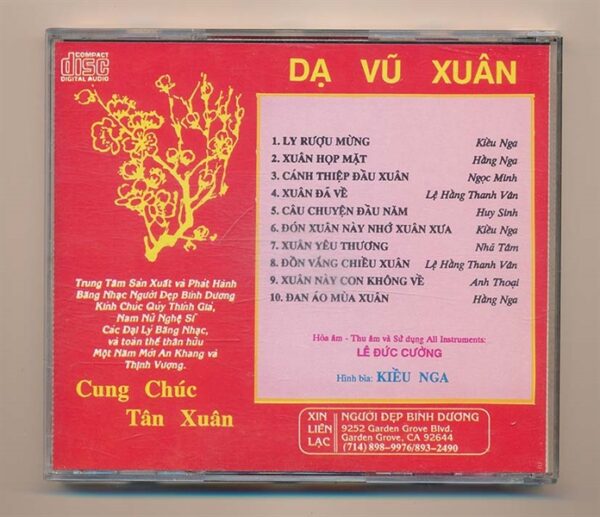 COMPACT
disc
DIGITAL AUDIO
DẠ VŨ XUÂN
1. LY RƯỢU MỪNG Kiều Nga
2. XUÂN HỌP MẶT Hằng Nga
3. CÁNH THIỆP ĐẦU XUÂN Ngọc Minh
4. XUÂN ĐÃ VỀ Lệ Hằng Thanh Vân
5. CÂU CHUYỆN ĐẦU NĂM Huy Sinh
6. ĐÓN XUÂN NÀY NHỚ XUÂN XƯA Kiều Nga
7. XUÂN YÊU THƯƠNG Nhã Tâm
8. ĐỒN VẮNG CHIỀU XUÂN Lệ Hằng Thanh Vân
9. XUÂN NÀY CON KHÔNG VỀ Anh Thoại
10. ĐAN ÁO MÙA XUÂN Hằng Nga
Hòa âm - Thu âm và Sử dụng All Instruments:
LÊ ĐỨC CƯỜNG
Hình bìa: KIỀU NGA
Trung Tâm Sản Xuất và Phát Hành
Băng Nhạc Người Đẹp Bình Dương
Kính Chúc Qúy Thính Giả,
Nam Nữ Nghệ Sĩ
Các Đại Lý Băng Nhạc,
và toàn thể thân hữu
Một Năm Mới An Khang và
Thịnh Vượng.
Cung Chúc
Tân Xuân
XIN
LIÊN
LẠC
NGƯỜI ĐẸP BÌNH DƯƠNG
9252 Garden Grove Blvd.
Garden Grove, CA 92644
(714) 898-9976/893-2490